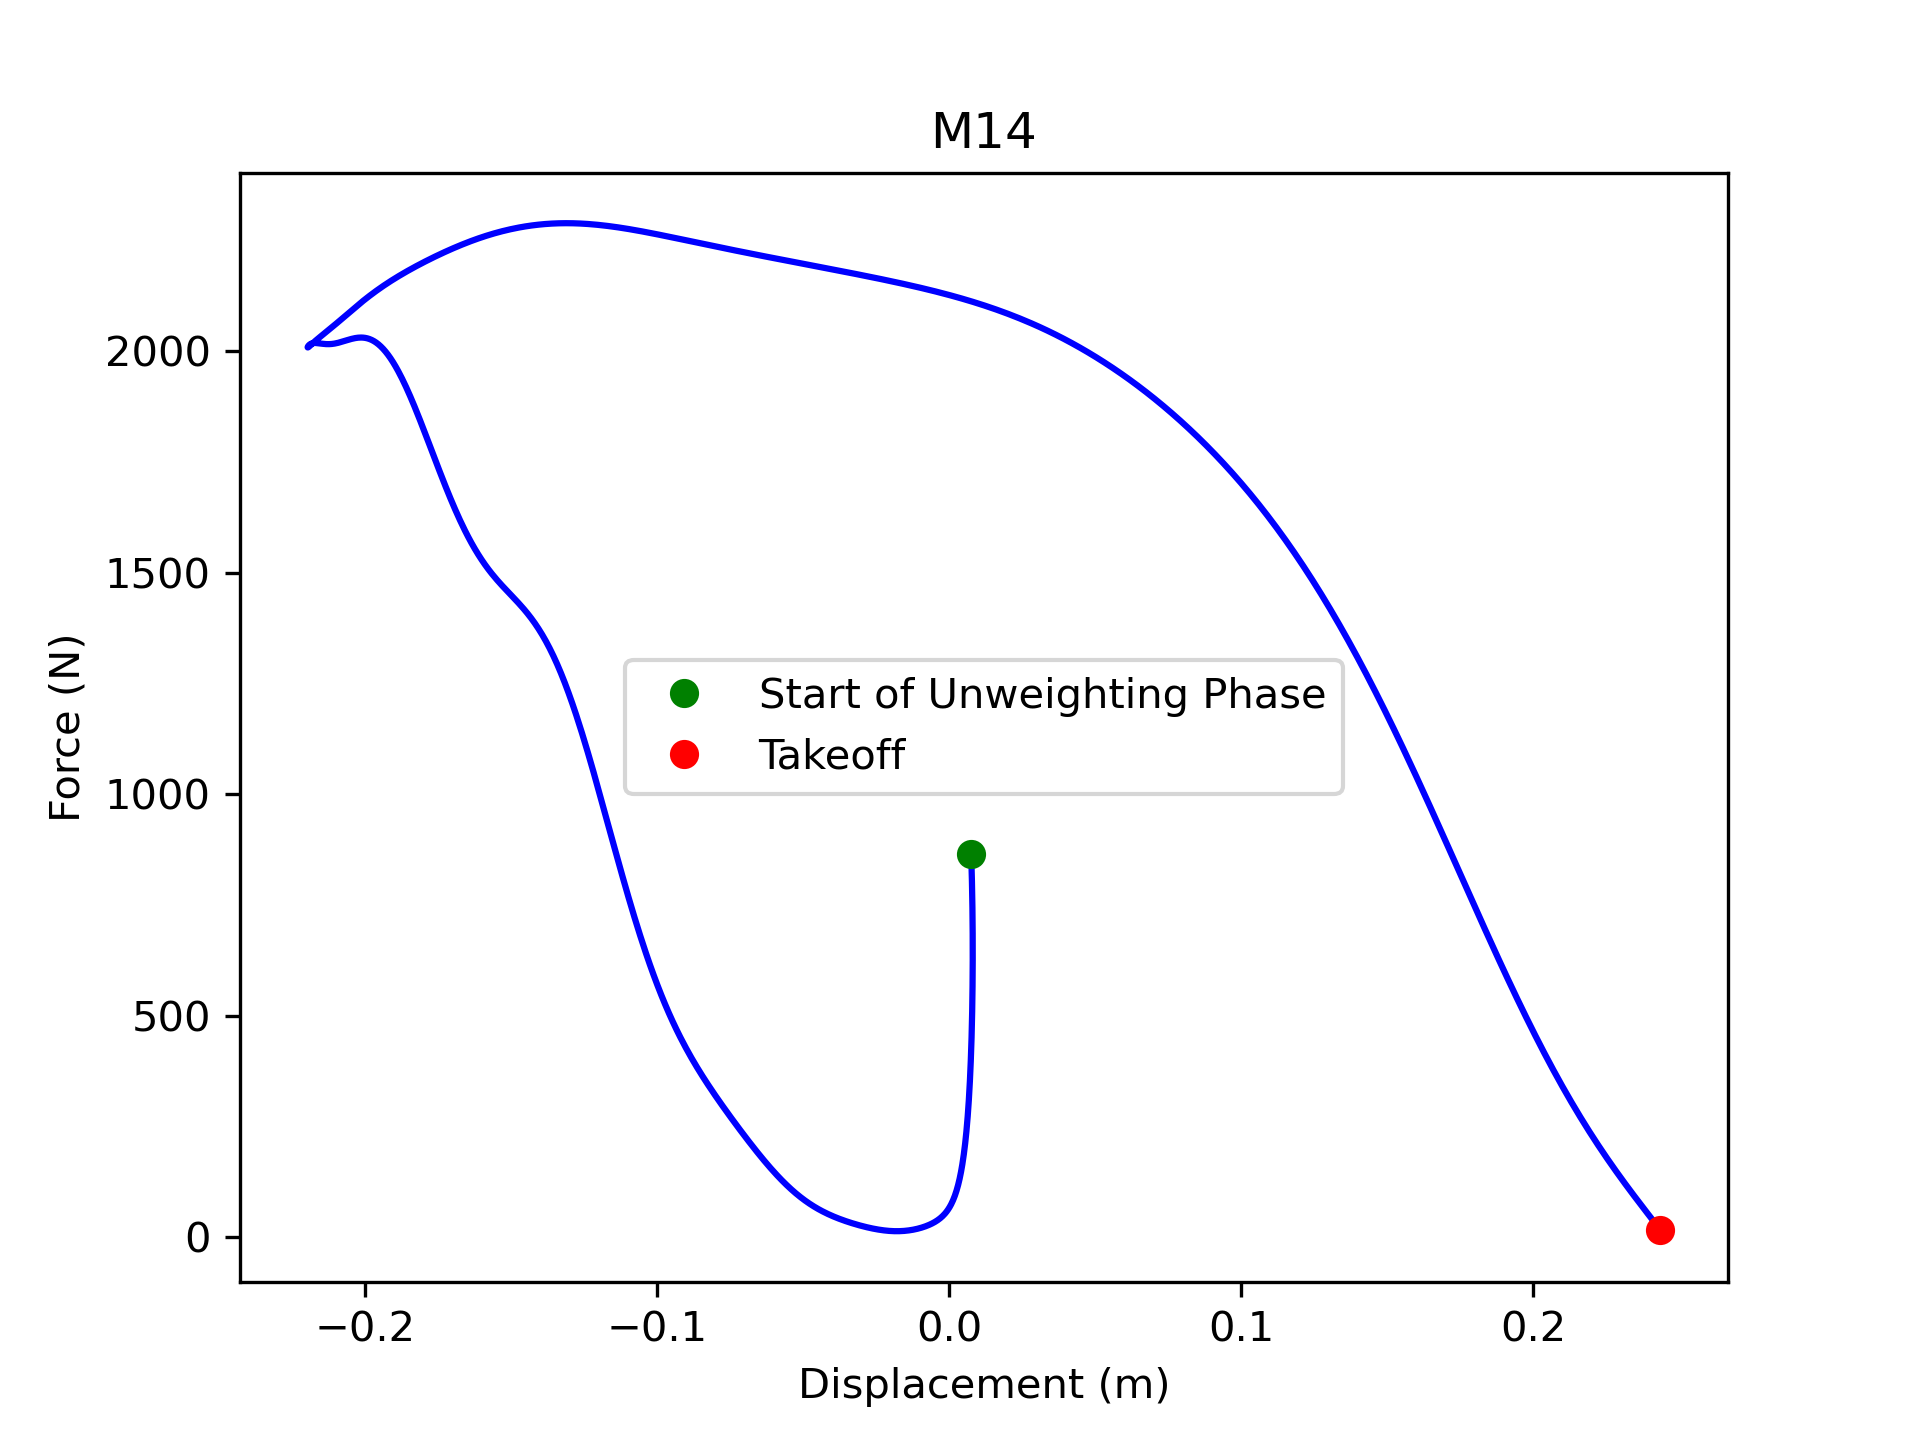 M14
Force (N)
2000
1500
1000
500
0
Start of Unweighting Phase
Takeoff
−0.2 −0.1 0.0 0.1 0.2
Displacement (m)